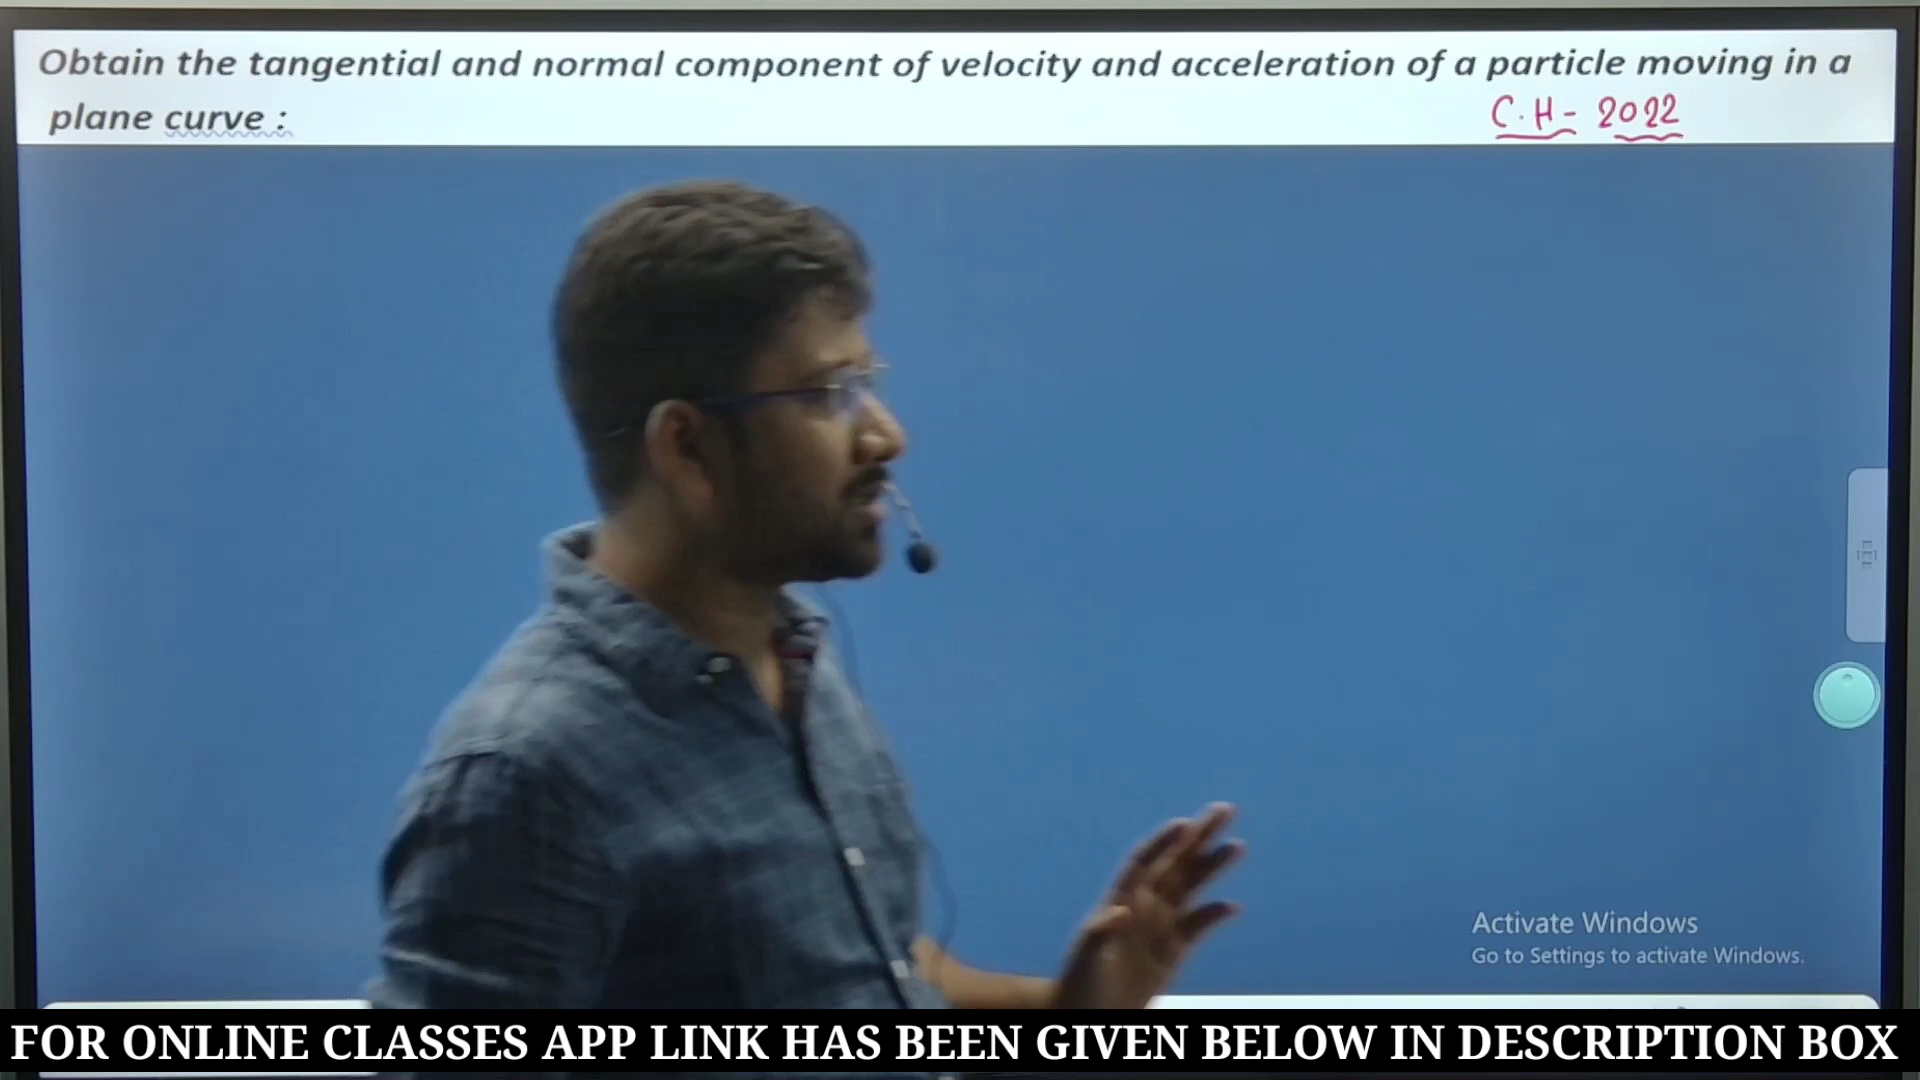 Obtain the tangential and normal component of velocity and acceleration of a particle moving in a
plane curve :
C.H- 2022
Activate Windows
Go to Settings to activate Windows.
FOR ONLINE CLASSES APP LINK HAS BEEN GIVEN BELOW IN DESCRIPTION BOX